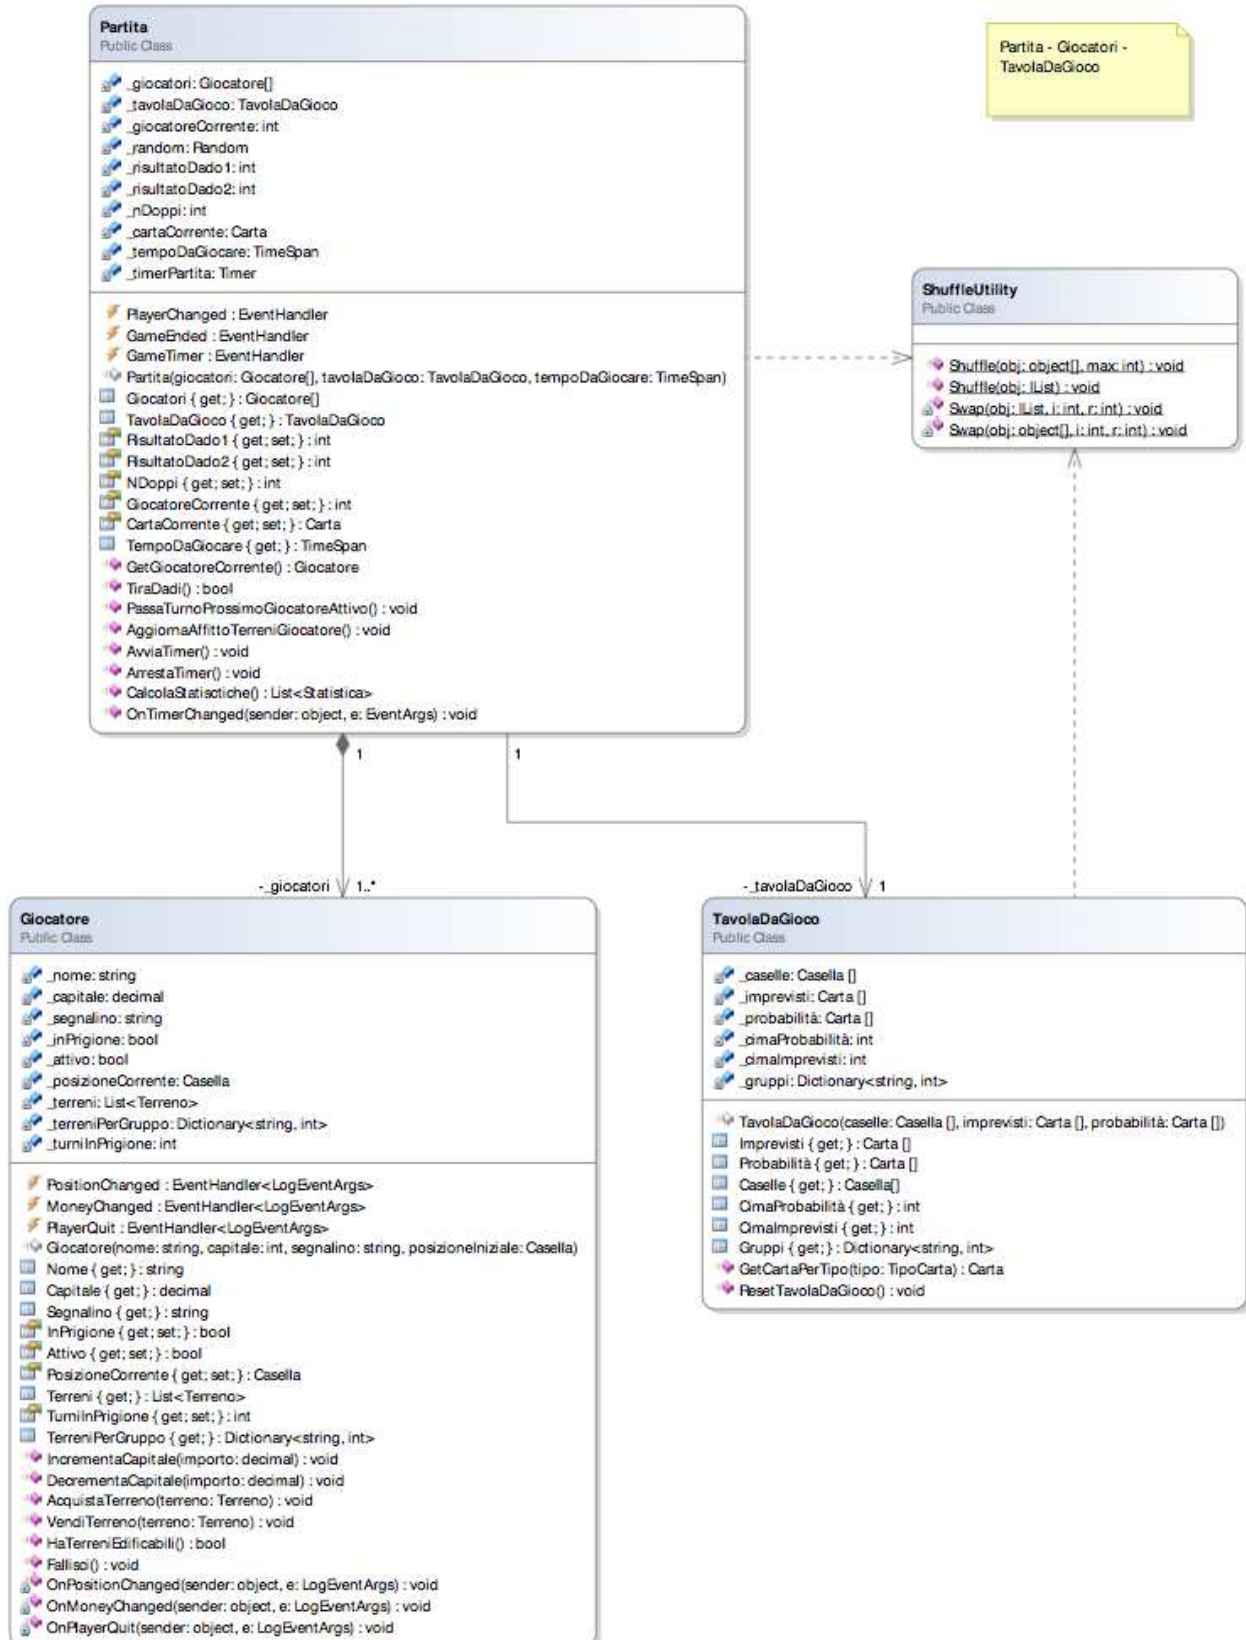 Partita
Public Class
_giocatori: Giocatore[]
_tavolaDaGioco: TavolaDaGioco
_giocatoreCorrente: int
_random: Random
_risultatoDado1: int
_risultatoDado2: int
_nDoppi: int
_cartaCorrente: Carta
_tempoDaGiocare: TimeSpan
_timerPartita: Timer
PlayerChanged : EventHandler
GameEnded : EventHandler
GameTimer : EventHandler
Partita(giocatori: Giocatore[], tavolaDaGioco: TavolaDaGioco, tempoDaGiocare: TimeSpan)
Giocatori { get; } : Giocatore[]
TavolaDaGioco { get; } : TavolaDaGioco
RisultatoDado1 { get; set; } : int
RisultatoDado2 { get; set; } : int
NDoppi { get; set; } : int
GiocatoreCorrente { get; set; } : int
CartaCorrente { get; set; } : Carta
TempoDaGiocare { get; } : TimeSpan
GetGiocatoreCorrente() : Giocatore
TiraDadi() : bool
PassaTurnoProssimoGiocatoreAttivo() : void
AggiornaAffittoTerreniGiocatore() : void
AvviaTimer() : void
ArrestaTimer() : void
CalcolaStatisctiche() : List<Statistica>
OnTimerChanged(sender: object, e: EventArgs) : void
Partita - Giocatori -
TavolaDaGioco
ShuffleUtility
Public Class
Shuffle(obj: object[], max: int) : void
Shuffle(obj: IList) : void
Swap(obj: IList, i: int, r: int) : void
Swap(obj: object[], i: int, r: int) : void
1
1
-_giocatori
1..*
-_tavolaDaGioco
1
Giocatore
Public Class
_nome: string
_capitale: decimal
_segnalino: string
_inPrigione: bool
_attivo: bool
_posizioneCorrente: Casella
_terreni: List<Terreno>
_terreniPerGruppo: Dictionary<string, int>
_turniInPrigione: int
PositionChanged : EventHandler<LogEventArgs>
MoneyChanged : EventHandler<LogEventArgs>
PlayerQuit : EventHandler<LogEventArgs>
Giocatore(nome: string, capitale: int, segnalino: string, posizioneIniziale: Casella)
Nome { get; } : string
Capitale { get; } : decimal
Segnalino { get; } : string
InPrigione { get; set; } : bool
Attivo { get; set; } : bool
PosizioneCorrente { get; set; } : Casella
Terreni { get; } : List<Terreno>
TurniInPrigione { get; set; } : int
TerreniPerGruppo { get; } : Dictionary<string, int>
IncrementaCapitale(importo: decimal) : void
DecrementaCapitale(importo: decimal) : void
AcquistaTerreno(terreno: Terreno) : void
VendiTerreno(terreno: Terreno) : void
HaTerreniEdificabili() : bool
Fallisci() : void
OnPositionChanged(sender: object, e: LogEventArgs) : void
OnMoneyChanged(sender: object, e: LogEventArgs) : void
OnPlayerQuit(sender: object, e: LogEventArgs) : void
TavolaDaGioco
Public Class
_caselle: Casella []
_imprevisti: Carta []
_probabilità: Carta []
_cimaProbabilità: int
_cimaImprevisti: int
_gruppi: Dictionary<string, int>
TavolaDaGioco(caselle: Casella [], imprevisti: Carta [], probabilità: Carta [])
Imprevisti { get; } : Carta []
Probabilità { get; } : Carta []
Caselle { get; } : Casella[]
CimaProbabilità { get; } : int
CimaImprevisti { get; } : int
Gruppi { get; } : Dictionary<string, int>
GetCartaPerTipo(tipo: TipoCarta) : Carta
ResetTavolaDaGioco() : void